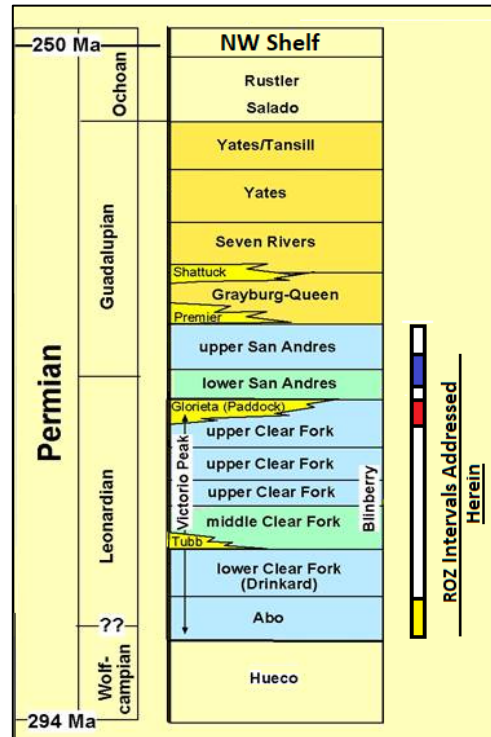 250 Ma
NW Shelf
Ochoan
Rustler
Salado
Yates/Tansill
Yates
Guadalupian
Seven Rivers
Shattuck
Grayburg-Queen
Premier
upper San Andres
lower San Andres
Glorieta (Paddock)
upper Clear Fork
Permian
Victorio Peak
upper Clear Fork
upper Clear Fork
Blinberry
Leonardian
middle Clear Fork
Tubb
lower Clear Fork
(Drinkard)
Abo
??
Wolf-
campian
Hueco
294 Ma
ROZ Intervals Addressed
Herein